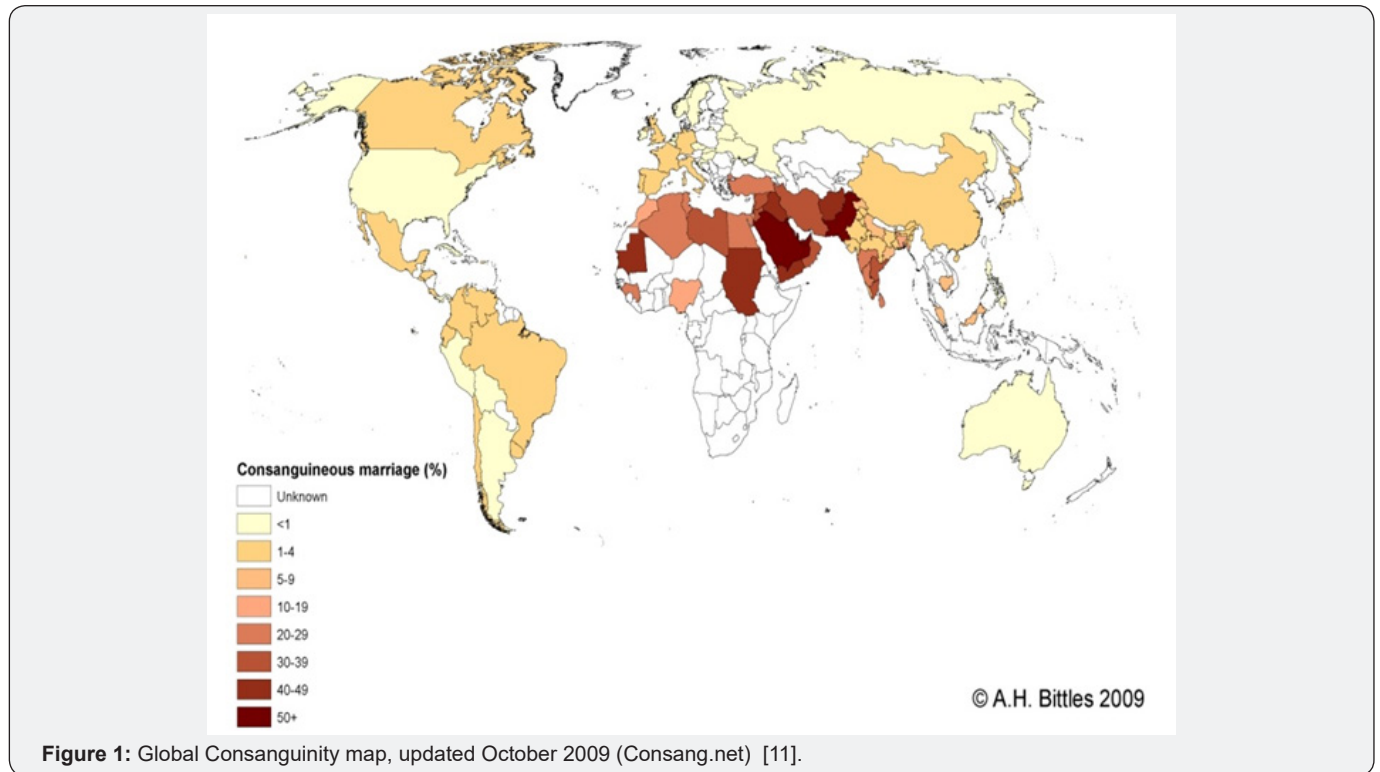 Consanguineous marriage (%)
Unknown
<1
1-4
5-9
10-19
20-29
30-39
40-49
50+
© A.H. Bittles 2009
Figure 1: Global Consanguinity map, updated October 2009 (Consang.net) [11].